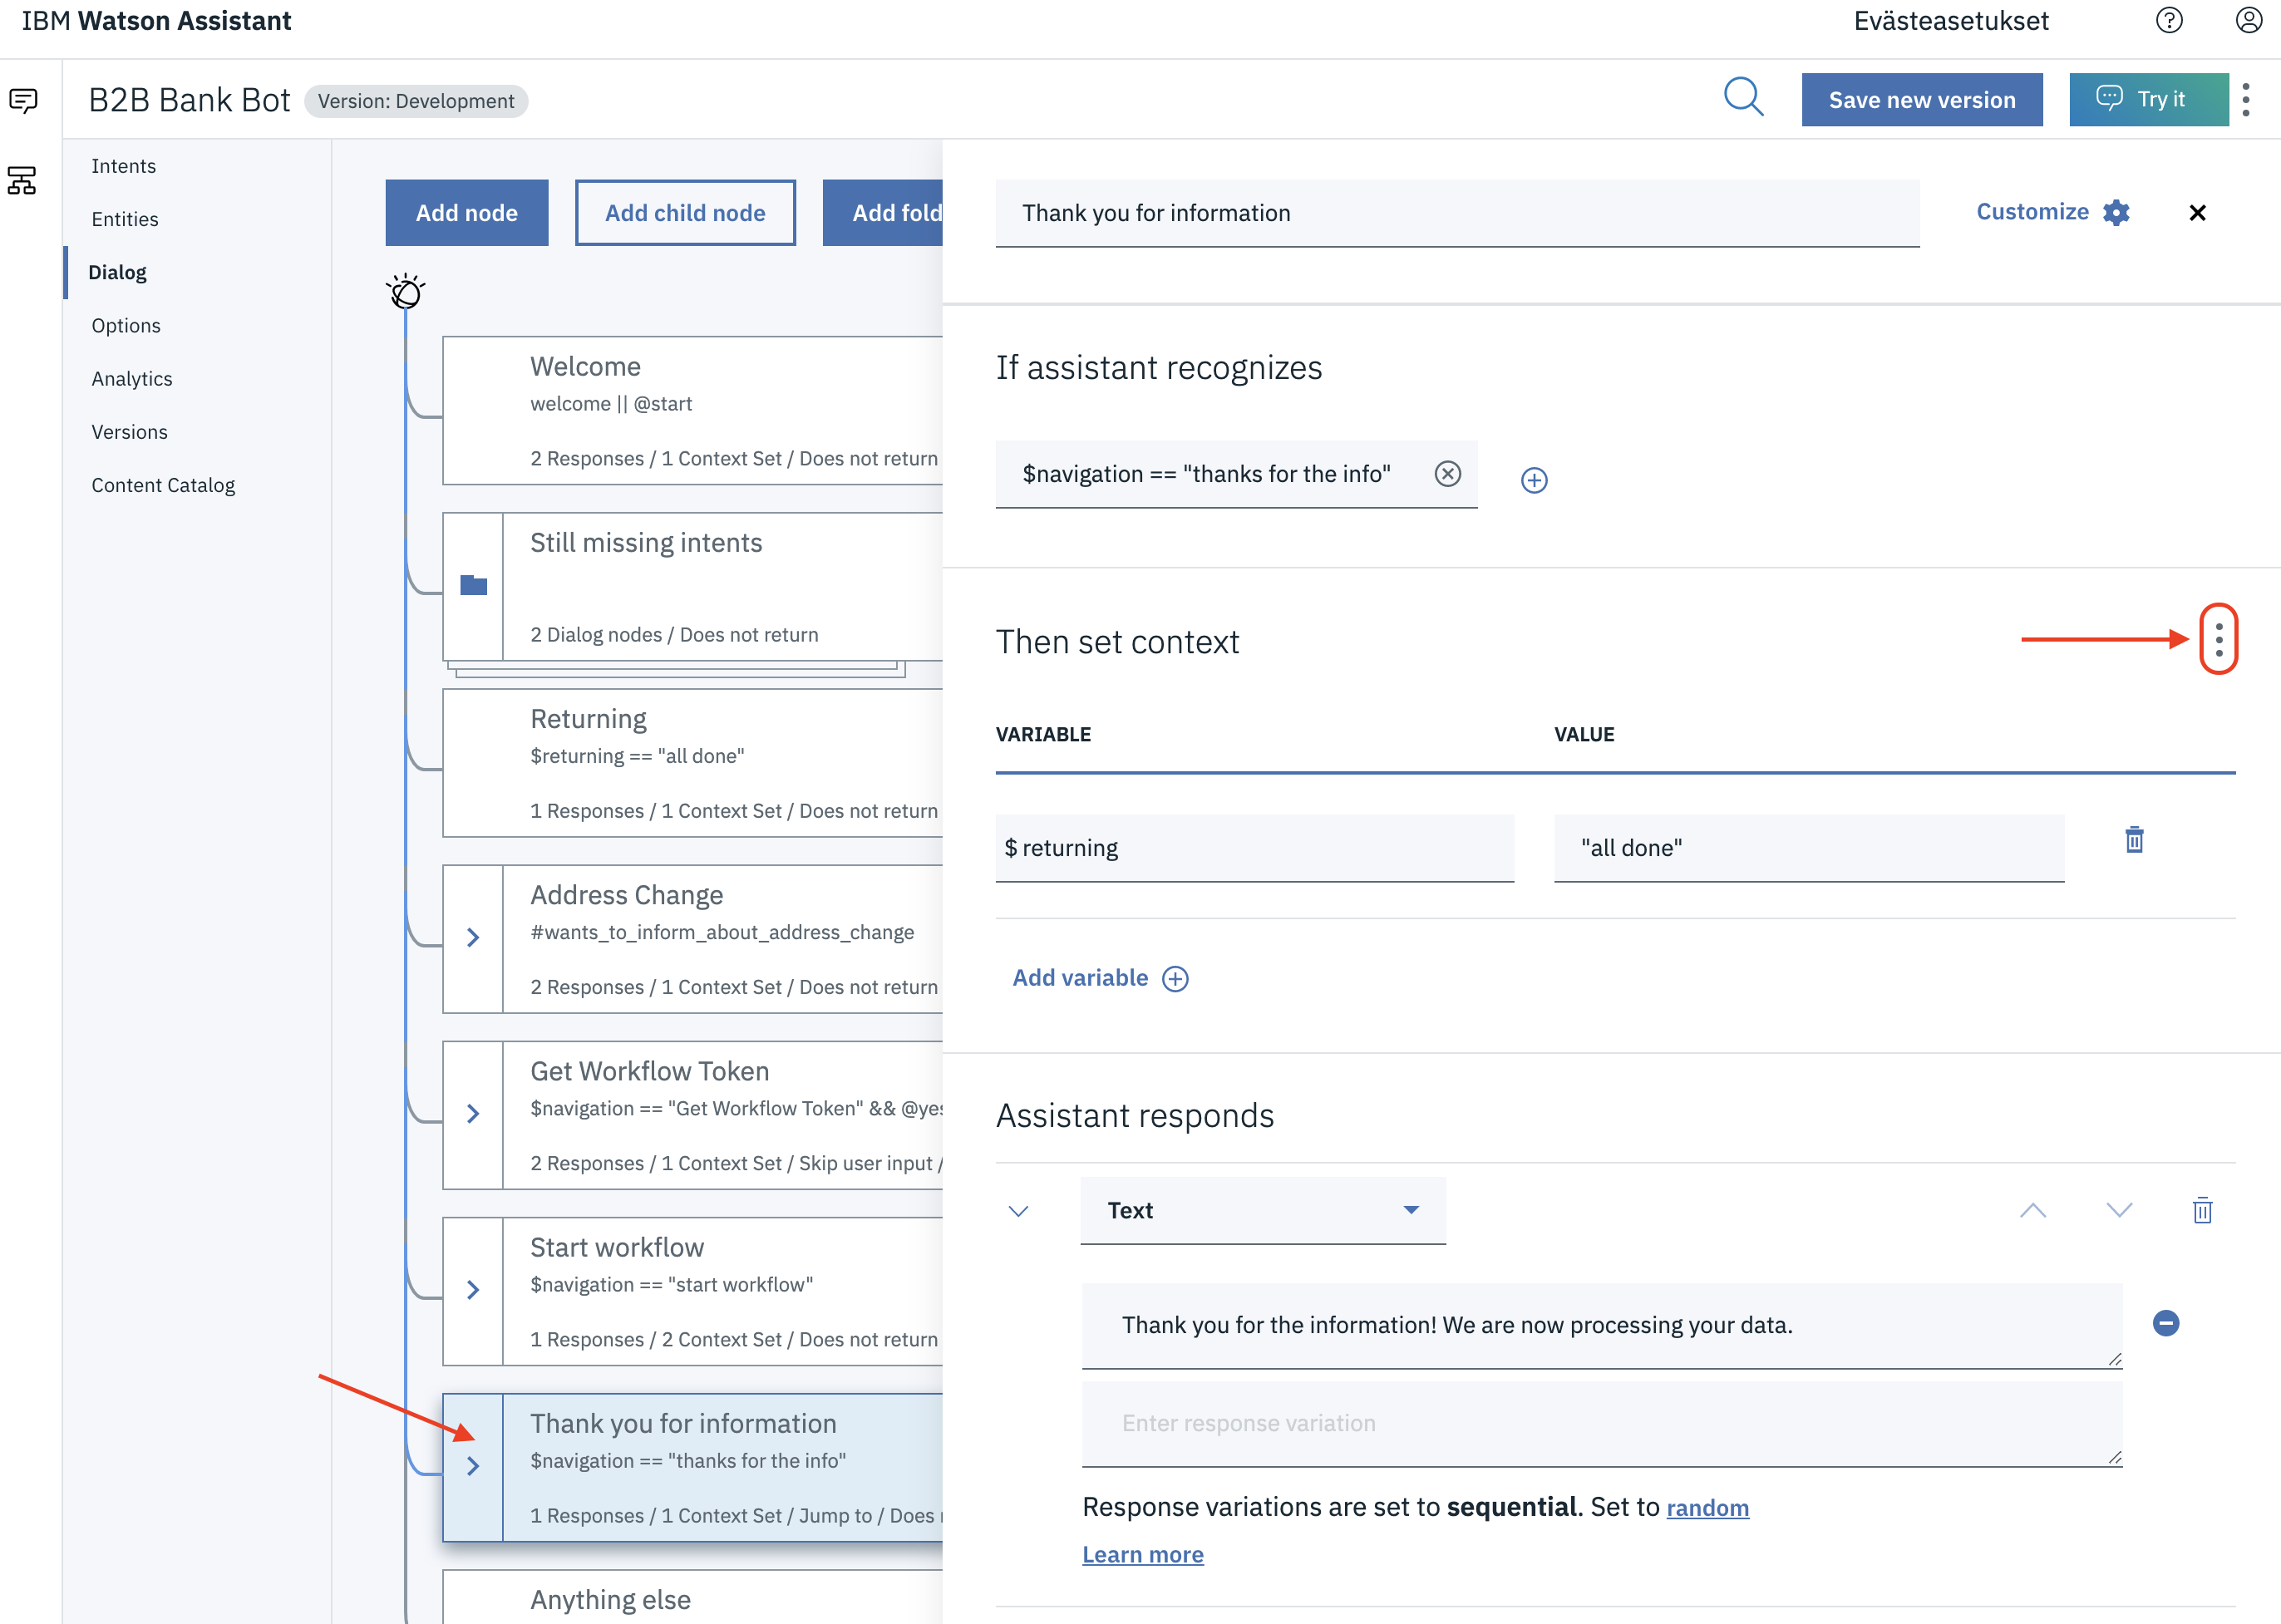 IBM Watson Assistant
Evästeasetukset
B2B Bank Bot
Version: Development
Save new version
Try it
Intents
Entities
Dialog
Options
Analytics
Versions
Content Catalog
Add node
Add child node
Add fold
Welcome
welcome || @start
2 Responses / 1 Context Set / Does not return
Still missing intents
2 Dialog nodes / Does not return
Returning
$returning == "all done"
1 Responses / 1 Context Set / Does not return
Address Change
#wants_to_inform_about_address_change
2 Responses / 1 Context Set / Does not return
Get Workflow Token
$navigation == "Get Workflow Token" && @yes
2 Responses / 1 Context Set / Skip user input /
Start workflow
$navigation == "start workflow"
1 Responses / 2 Context Set / Does not return
Thank you for information
$navigation == "thanks for the info"
1 Responses / 1 Context Set / Jump to / Does
Anything else
Thank you for information
Customize
If assistant recognizes
$navigation == "thanks for the info"
Then set context
VARIABLE VALUE
$ returning "all done"
Add variable
Assistant responds
Text
Thank you for the information! We are now processing your data.
Enter response variation
Response variations are set to sequential. Set to random
Learn more